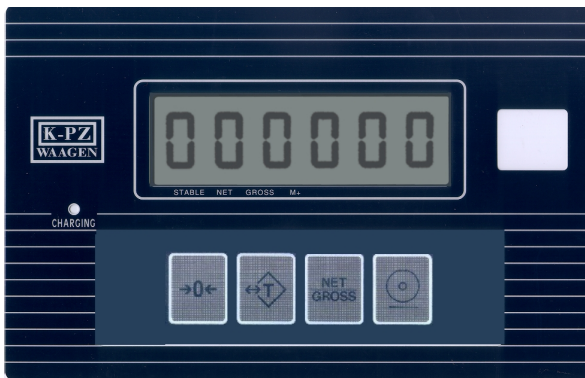 000000
K-PZ
WAAGEN
STABLE NET GROSS M+
CHARGING
→0←
↔T
NET
GROSS